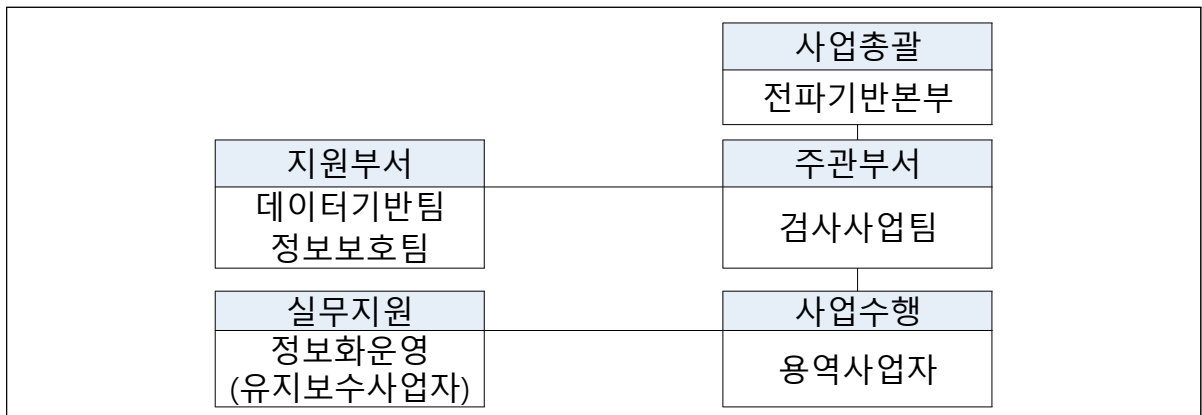 사업총괄
전파기반본부
지원부서
데이터기반팀
정보보호팀
주관부서
검사사업팀
실무지원
정보화운영
(유지보수사업자)
사업수행
용역사업자